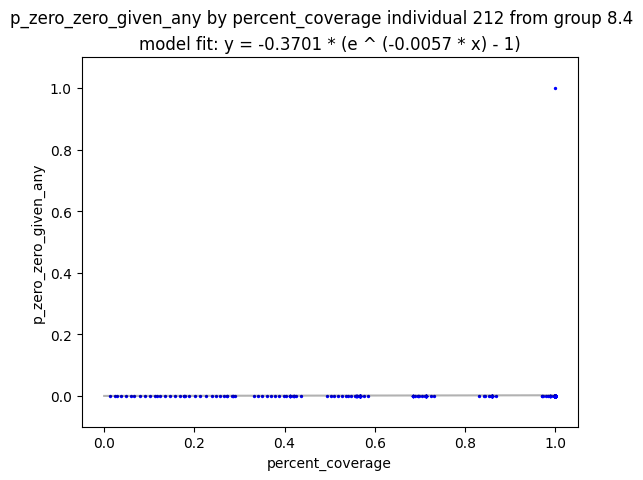 p_zero_zero_given_any by percent_coverage individual 212 from group 8.4
model fit: y = -0.3701 * (e ^ (-0.0057 * x) - 1)
1.0
0.8
0.6
0.4
0.2
0.0
p_zero_zero_given_any
0.0 0.2 0.4 0.6 0.8 1.0
percent_coverage